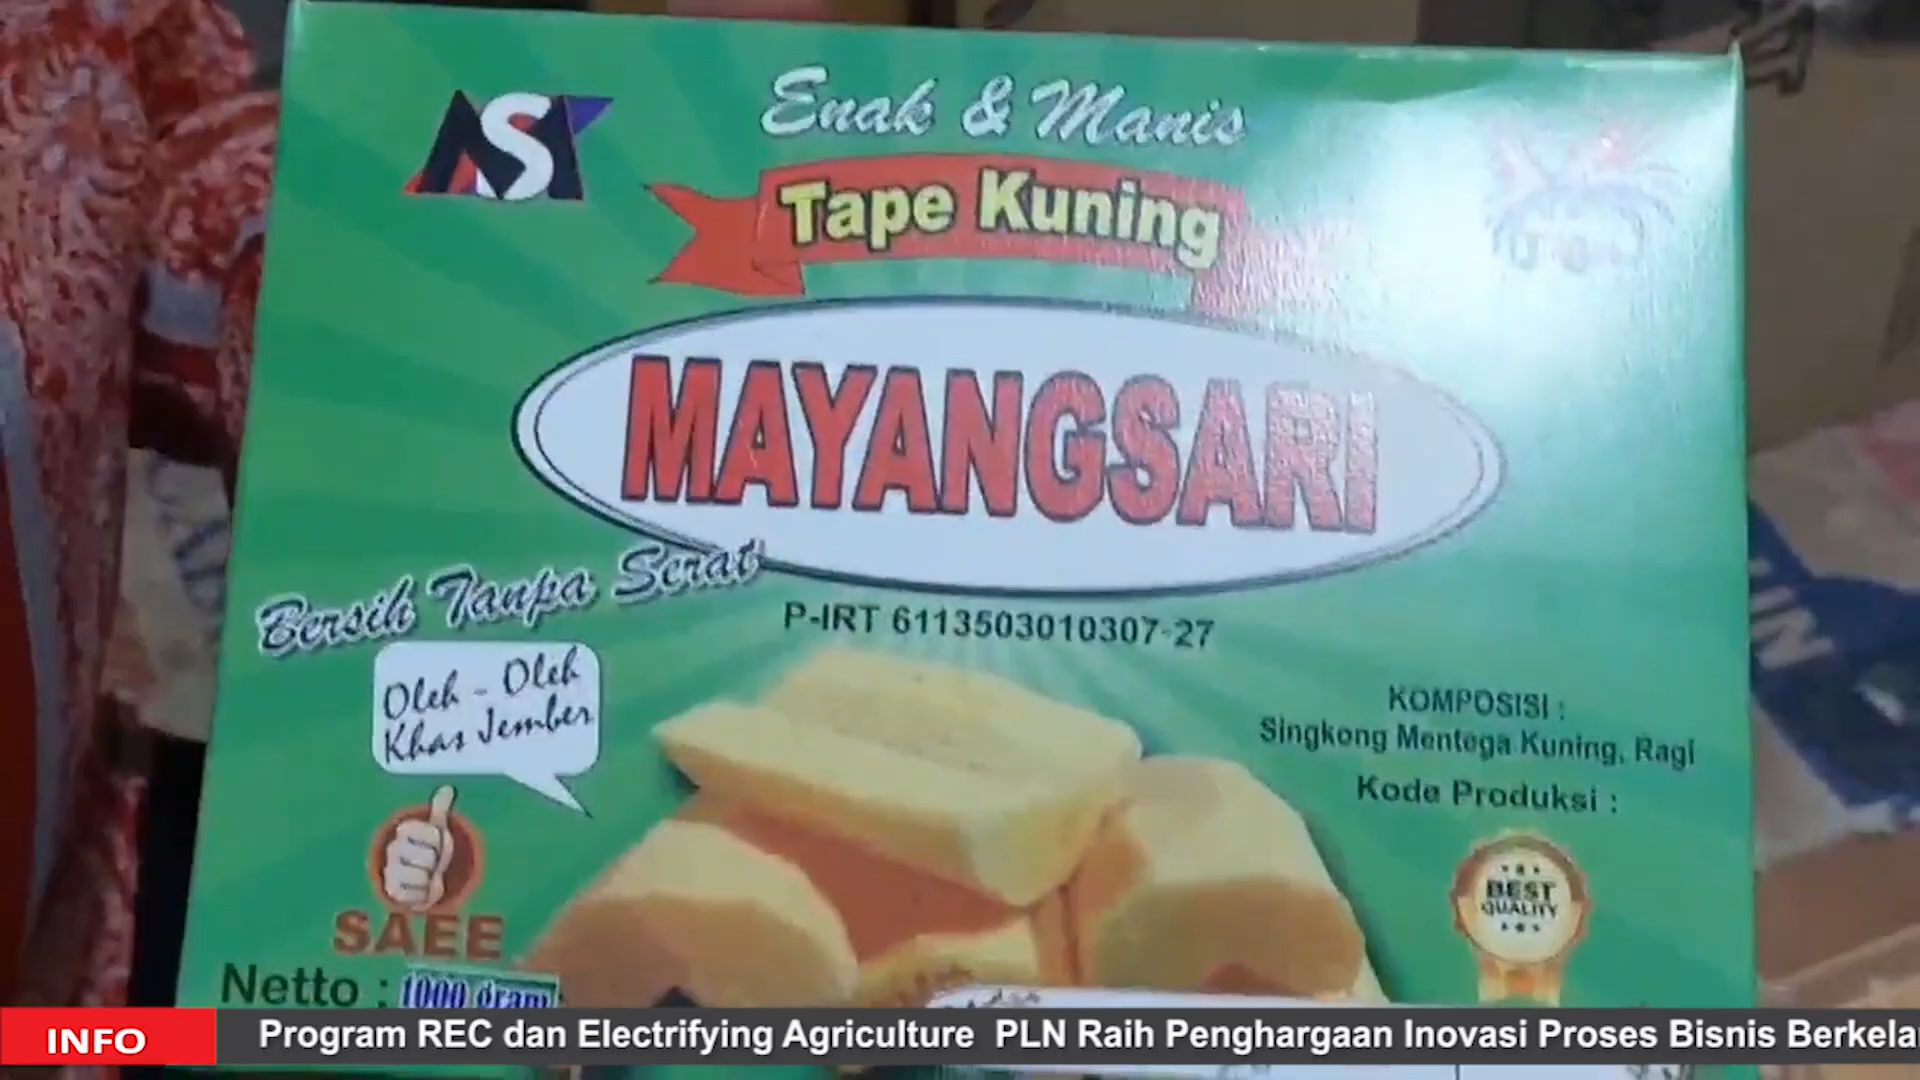 ASK
Enak & Manis
Tape Kuning
MAYANGSARI
Bersih Tanpa Serat
P-IRT 6113503010307-27
Oleh - Oleh
Khas Jember
KOMPOSISI :
Singkong Mentega Kuning, Ragi
Kode Produksi :
BEST
QUALITY
SAEE
Netto : 1000 gram
INFO
Program REC dan Electrifying Agriculture PLN Raih Penghargaan Inovasi Proses Bisnis Berkela